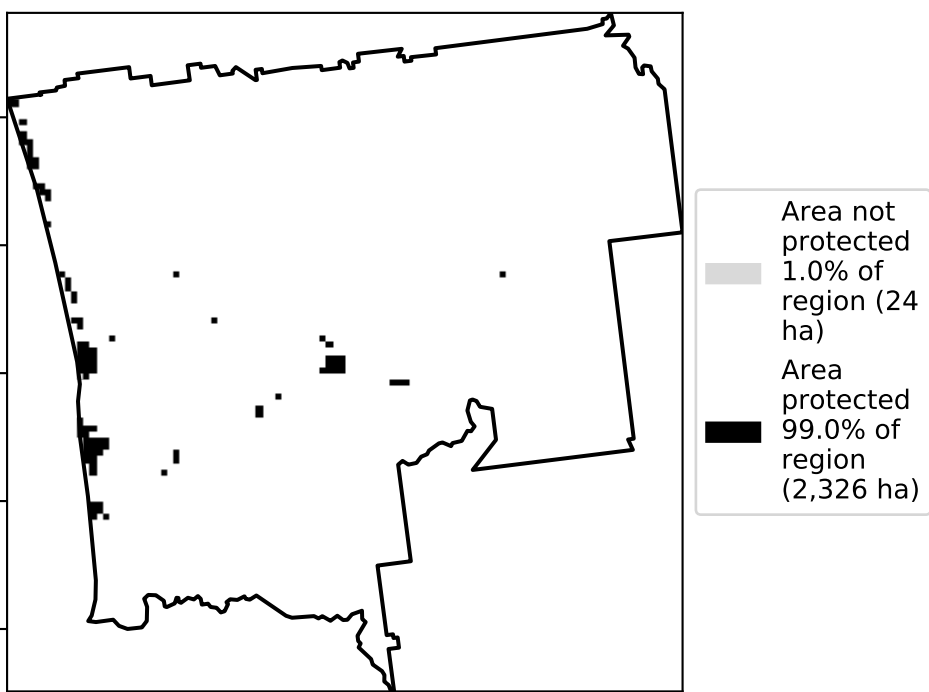 Area not
protected
1.0% of
region (24
ha)
Area
protected
99.0% of
region
(2,326 ha)